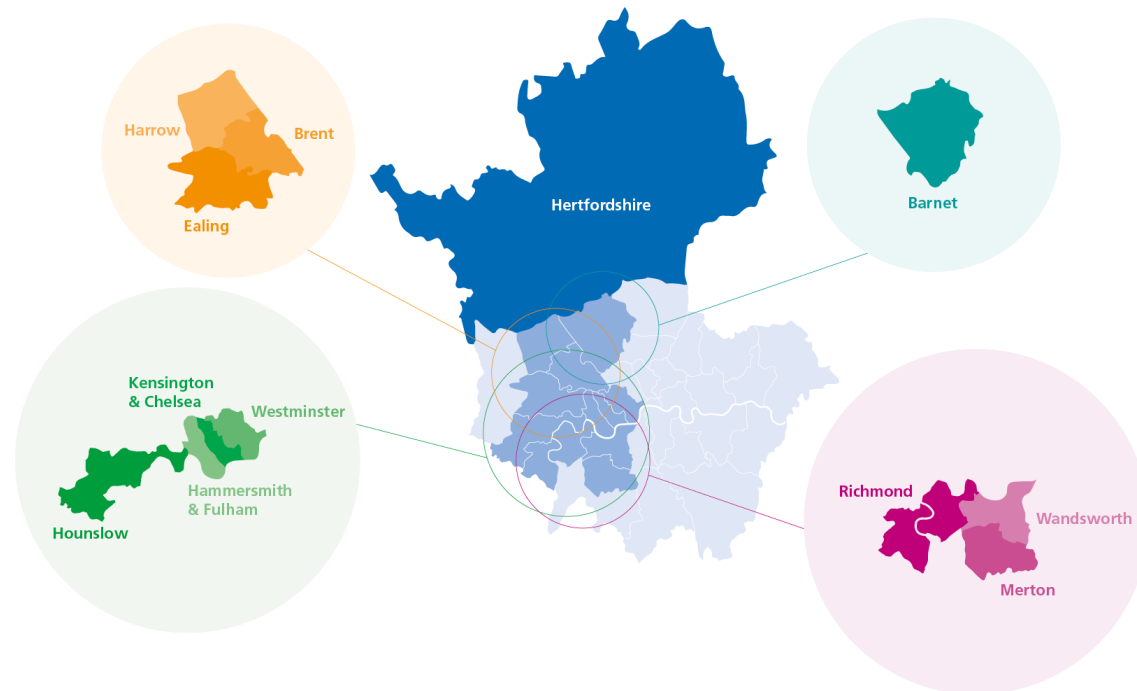 Harrow
Brent
Ealing
Hertfordshire
Barnet
Kensington
& Chelsea
Westminster
Hammersmith
& Fulham
Hounslow
Richmond
Wandsworth
Merton